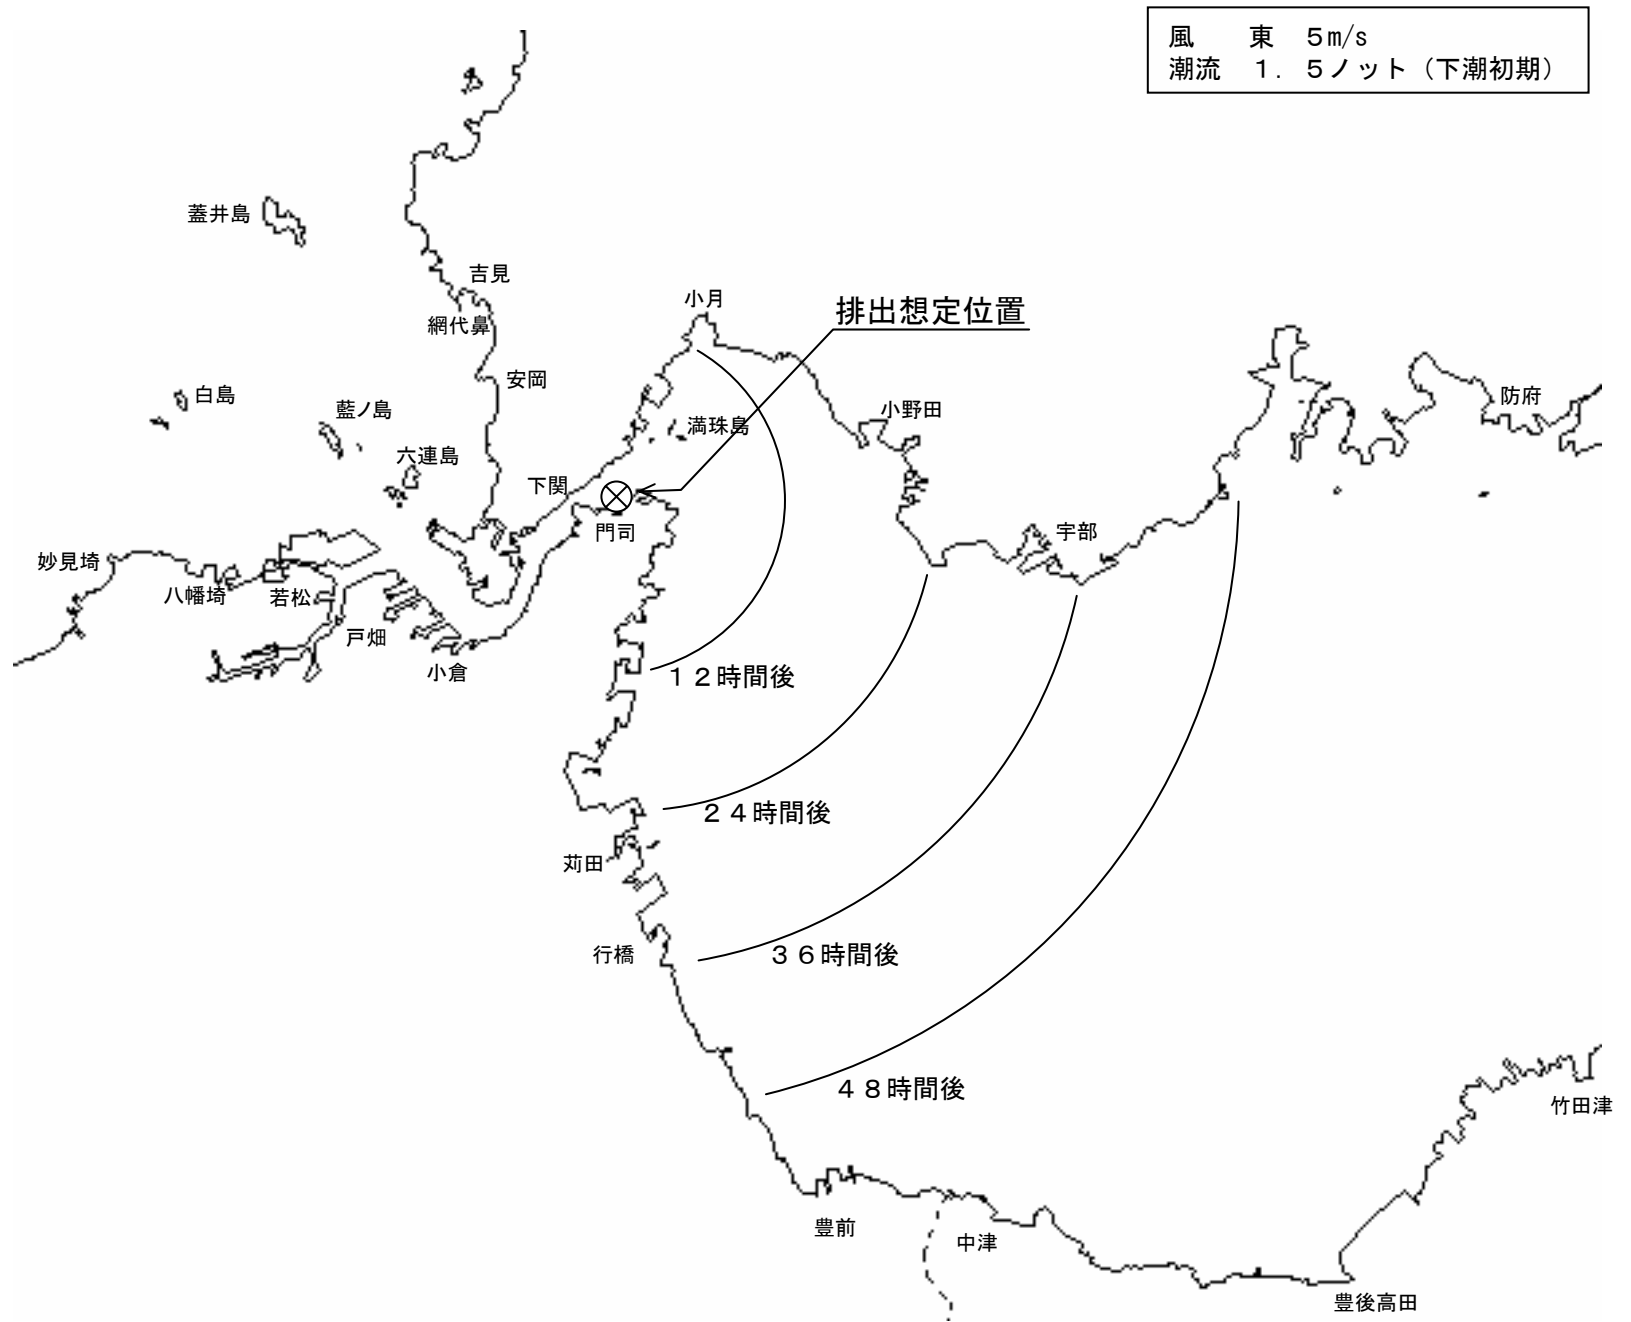 風　　東　５m/s
潮流　１．５ノット（下潮初期）
蓋井島
吉見
小月
排出想定位置
網代鼻
安岡
白島
藍ノ島
小野田
防府
満珠島
六連島
下関
門司
宇部
妙見埼
八幡埼
若松
戸畑
小倉
１２時間後
２４時間後
苅田
行橋
３６時間後
４８時間後
竹田津
豊前
中津
豊後高田